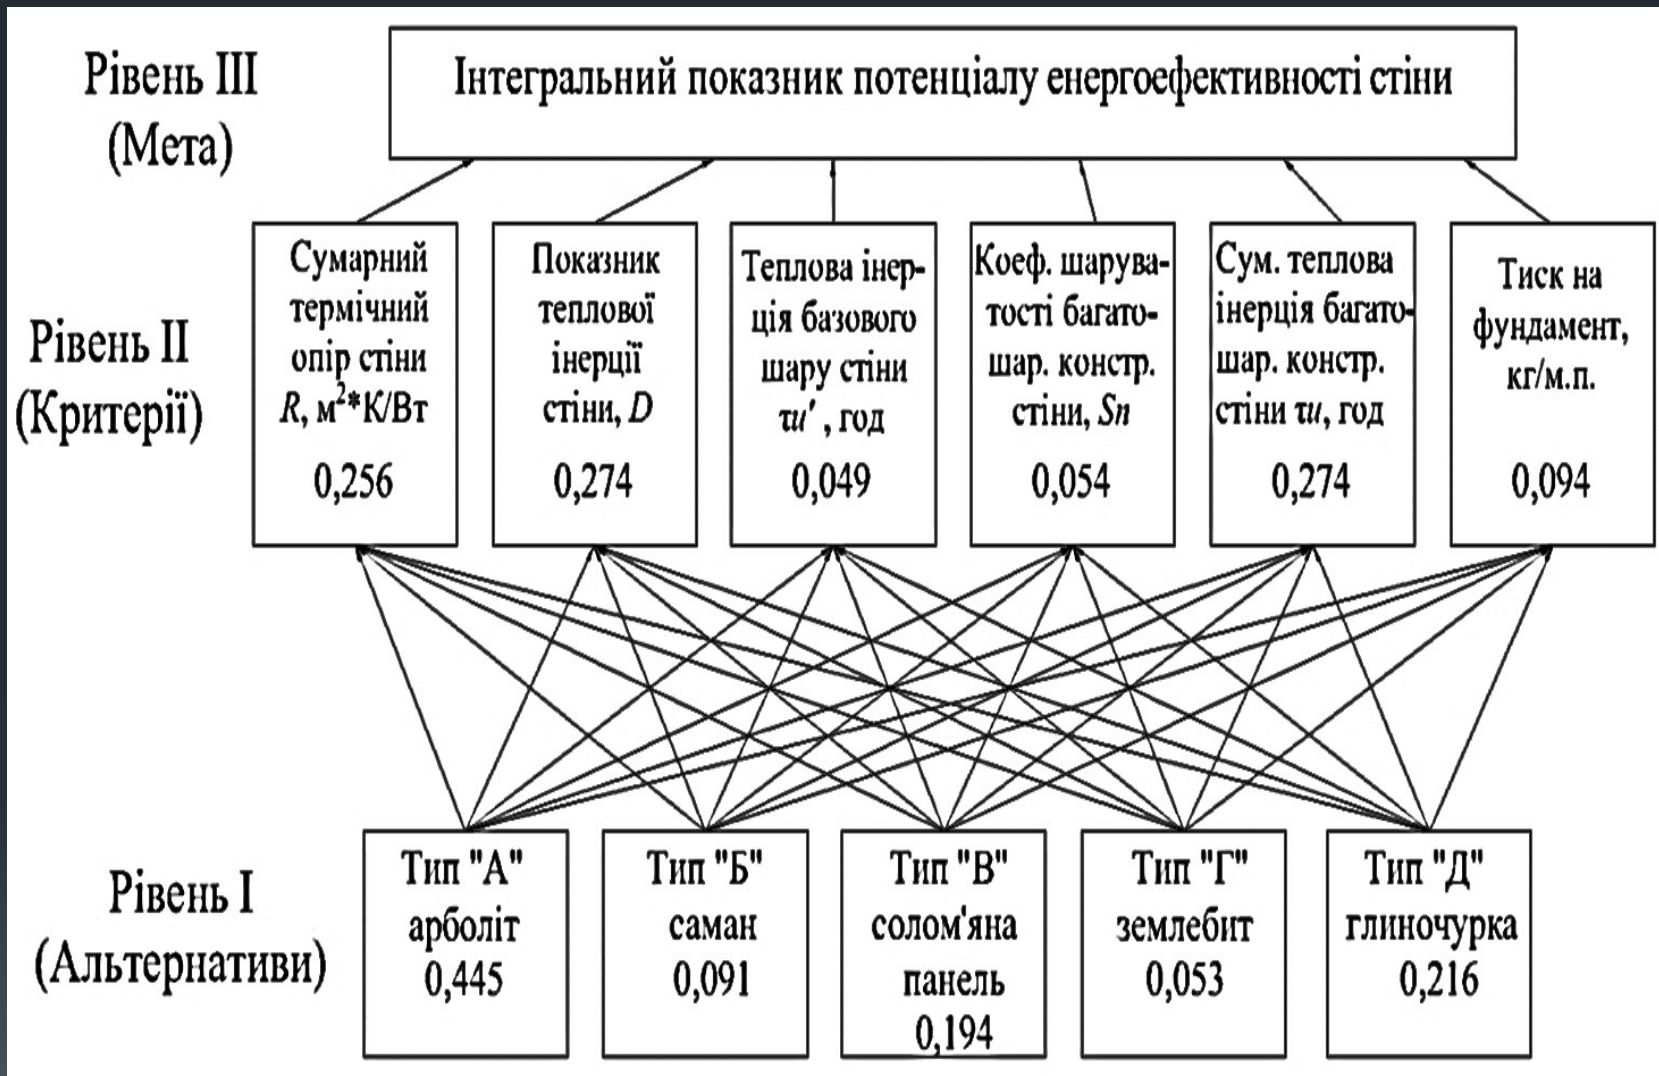 Рівень III
(Мета)
Інтегральний показник потенціалу енергоефективності стіни
Рівень II
(Критерії)
Сумарний
термічний
опір стіни
R, м²*К/Вт
0,256
Показник
теплової
інерції
стіни, D
0,274
Теплова інер-
ція базового
шару стіни
τu′ , год
0,049
Коеф. шарува-
тості багато-
шар. констр.
стіни, Sn
0,054
Сум. теплова
інерція багато-
шар. констр.
стіни τu, год
0,274
Тиск на
фундамент,
кг/м.п.
0,094
Рівень I
(Альтернативи)
Тип "А"
арболіт
0,445
Тип "Б"
саман
0,091
Тип "В"
солом'яна
панель
0,194
Тип "Г"
землебит
0,053
Тип "Д"
глиночурка
0,216